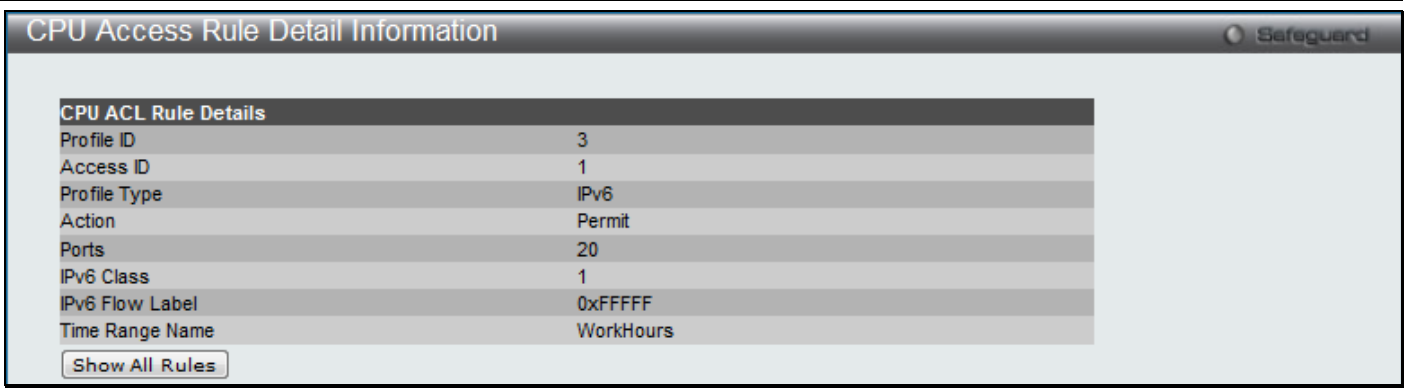 CPU Access Rule Detail Information
Safeguard
CPU ACL Rule Details
Profile ID 3
Access ID 1
Profile Type IPv6
Action Permit
Ports 20
IPv6 Class 1
IPv6 Flow Label 0xFFFFF
Time Range Name WorkHours
Show All Rules